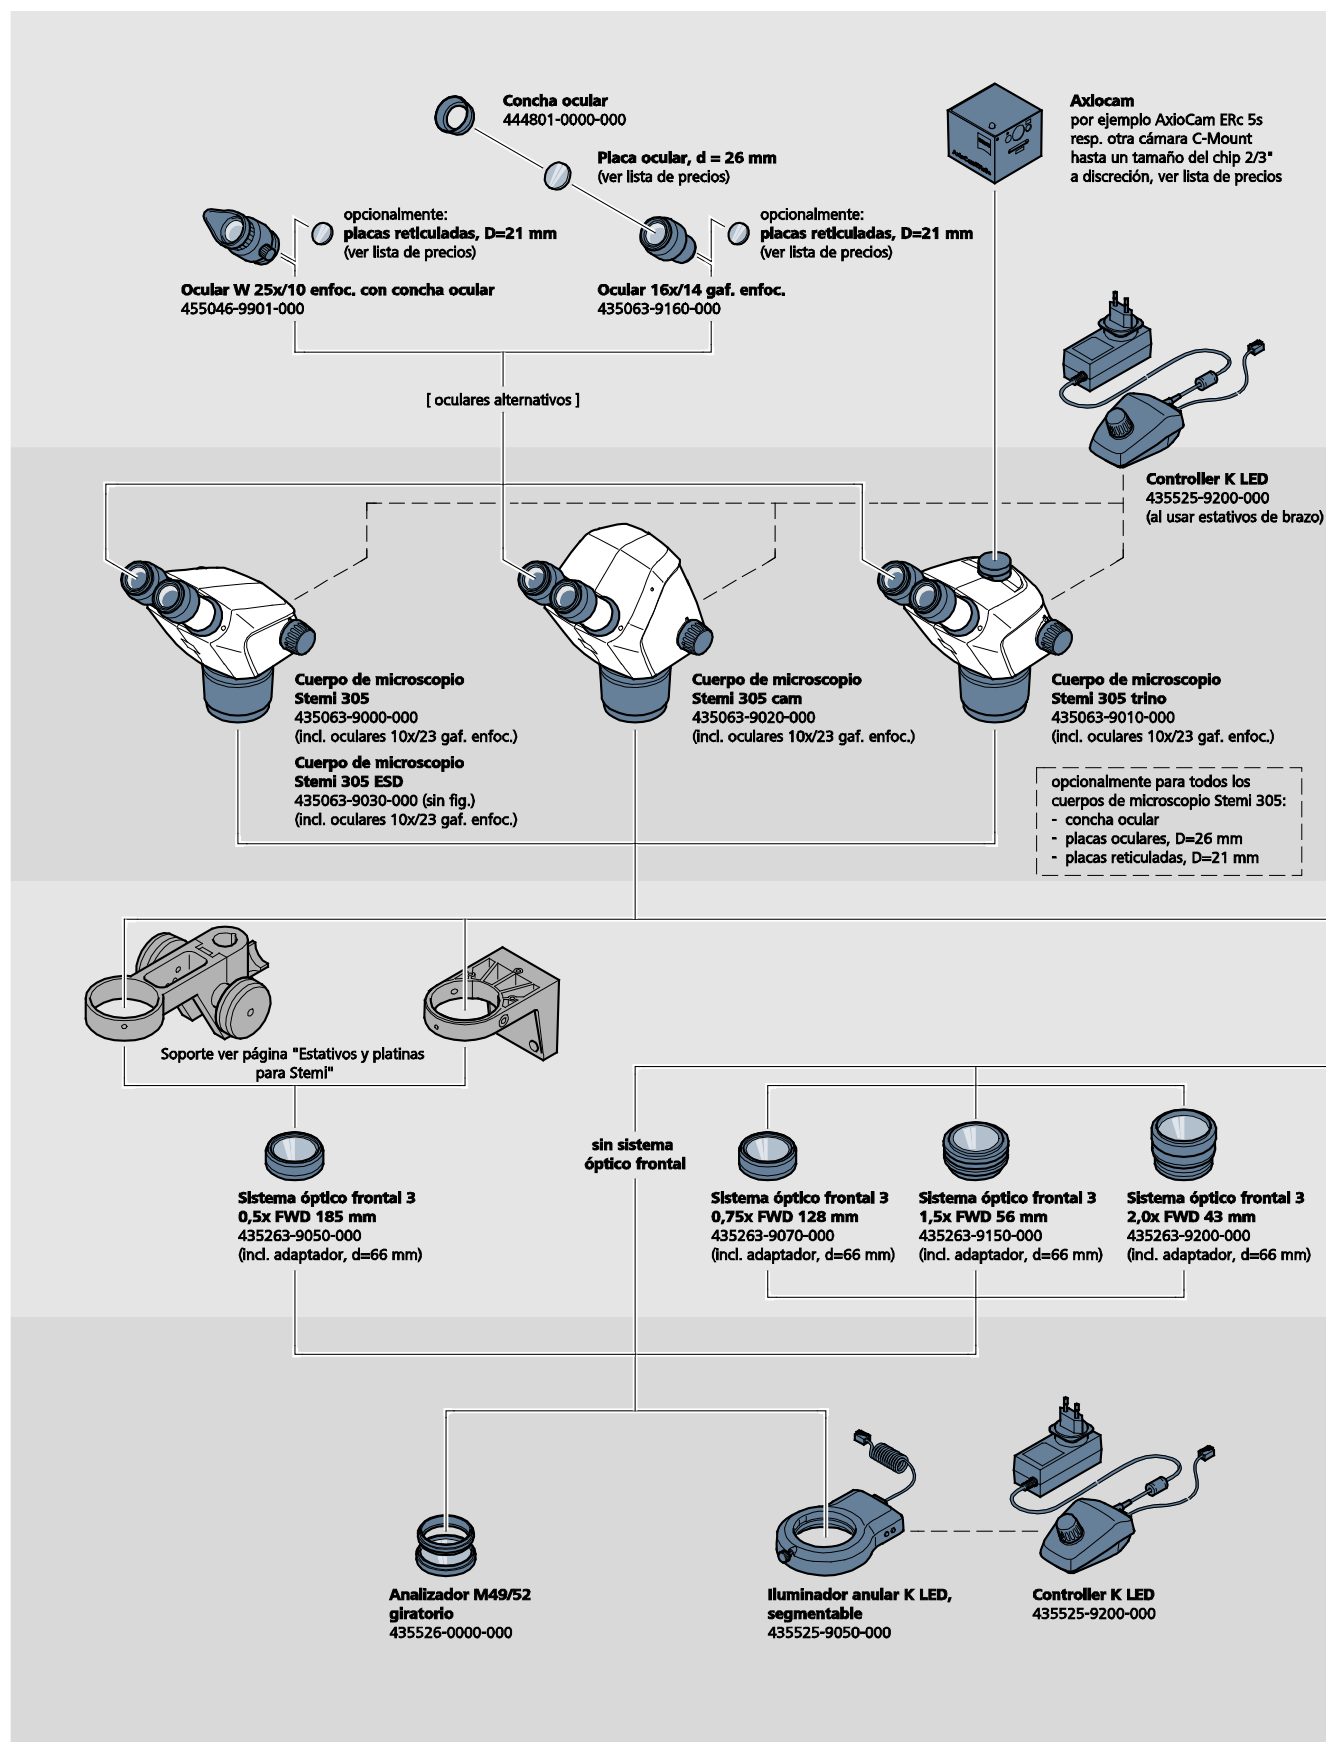 Concha ocular
444801-0000-000
Placa ocular, d = 26 mm
(ver lista de precios)
opcionalmente:
placas reticuladas, D=21 mm
(ver lista de precios)
opcionalmente:
placas reticuladas, D=21 mm
(ver lista de precios)
Ocular W 25x/10 enfoc. con concha ocular
455046-9901-000
Ocular 16x/14 gaf. enfoc.
435063-9160-000
Axiocam
por ejemplo AxioCam ERc 5s
resp. otra cámara C-Mount
hasta un tamaño del chip 2/3"
a discreción, ver lista de precios
[ oculares alternativos ]
Controller K LED
435525-9200-000
(al usar estativos de brazo)
Cuerpo de microscopio
Stemi 305
435063-9000-000
(incl. oculares 10x/23 gaf. enfoc.)
Cuerpo de microscopio
Stemi 305 ESD
435063-9030-000 (sin fig.)
(incl. oculares 10x/23 gaf. enfoc.)
Cuerpo de microscopio
Stemi 305 cam
435063-9020-000
(incl. oculares 10x/23 gaf. enfoc.)
Cuerpo de microscopio
Stemi 305 trino
435063-9010-000
(incl. oculares 10x/23 gaf. enfoc.)
opcionalmente para todos los
cuerpos de microscopio Stemi 305:
- concha ocular
- placas oculares, D=26 mm
- placas reticuladas, D=21 mm
Soporte ver página "Estativos y platinas
para Stemi"
sin sistema
óptico frontal
Sistema óptico frontal 3
0,5x FWD 185 mm
435263-9050-000
(incl. adaptador, d=66 mm)
Sistema óptico frontal 3
0,75x FWD 128 mm
435263-9070-000
(incl. adaptador, d=66 mm)
Sistema óptico frontal 3
1,5x FWD 56 mm
435263-9150-000
(incl. adaptador, d=66 mm)
Sistema óptico frontal 3
2,0x FWD 43 mm
435263-9200-000
(incl. adaptador, d=66 mm)
Analizador M49/52
giratorio
435526-0000-000
Iluminador anular K LED,
segmentable
435525-9050-000
Controller K LED
435525-9200-000